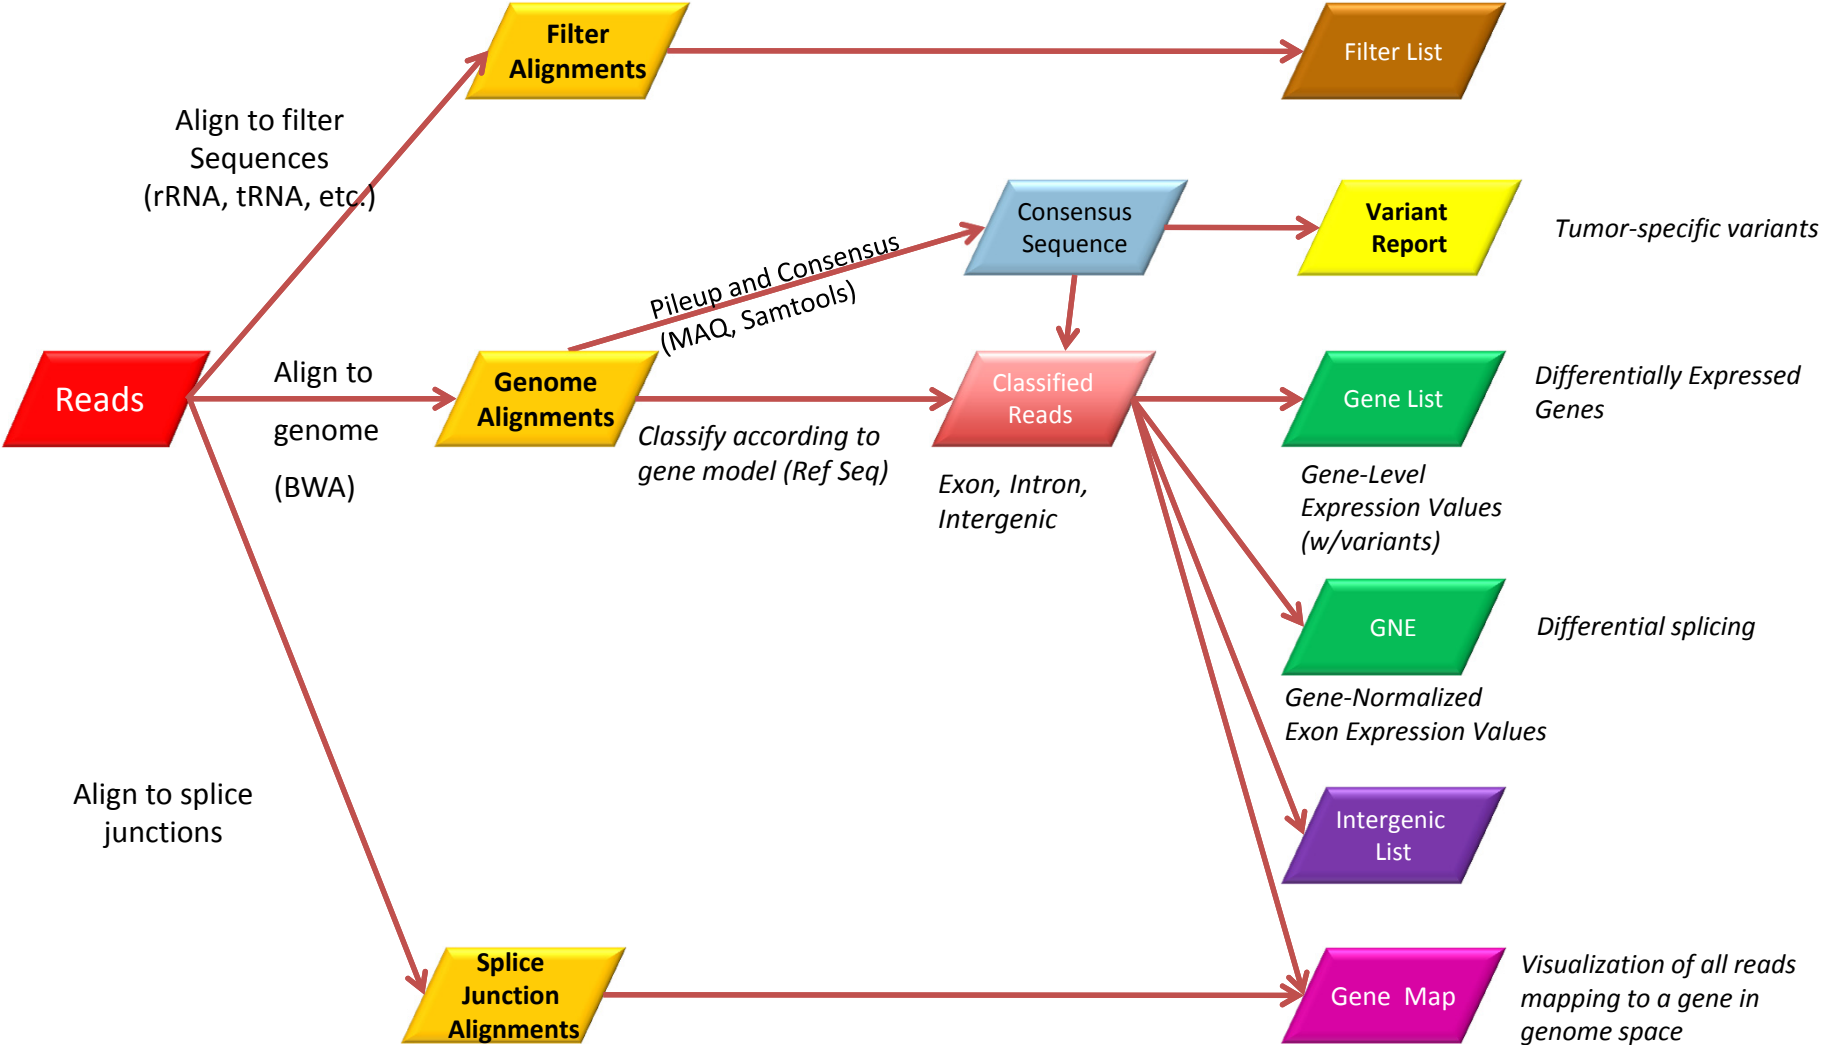 Filter
Alignments
Filter List
Align to filter
Sequences
(rRNA, tRNA, etc.)
Consensus
Sequence
Variant
Report
Tumor-specific variants
Pileup and Consensus
(MAQ, Samtools)
Reads
Align to
genome
(BWA)
Genome
Alignments
Classify according to
gene model (Ref Seq)
Classified
Reads
Exon, Intron,
Intergenic
Gene List
Differentially Expressed
Genes
Gene-Level
Expression Values
(w/variants)
GNE
Differential splicing
Gene-Normalized
Exon Expression Values
Align to splice
junctions
Intergenic
List
Splice
Junction
Alignments
Gene  Map
Visualization of all reads
mapping to a gene in
genome space